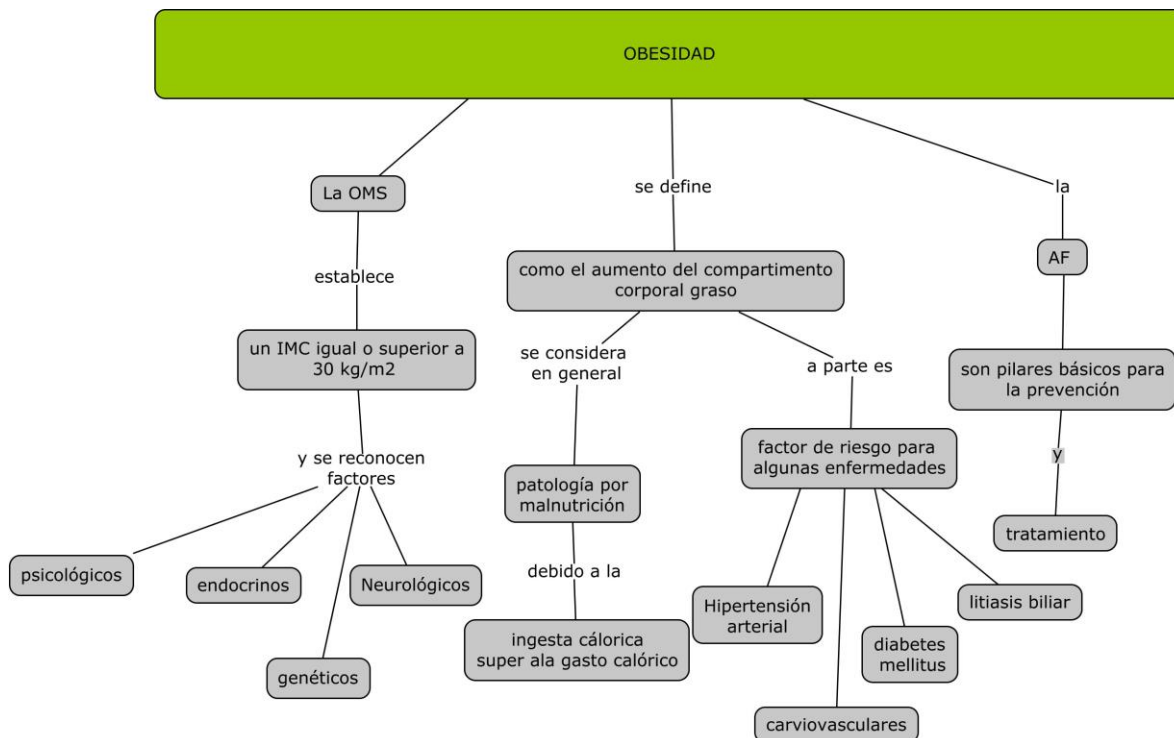 OBESIDAD
La OMS
establece
un IMC igual o superior a
30 kg/m2
y se reconocen
factores
psicológicos
endocrinos
genéticos
Neurológicos
se define
como el aumento del compartimento
corporal graso
se considera
en general
patología por
malnutrición
debido a la
ingesta cálorica
super ala gasto calórico
a parte es
factor de riesgo para
algunas enfermedades
Hipertensión
arterial
carviovasculares
diabetes
mellitus
litiasis biliar
la
AF
son pilares básicos para
la prevención
y
tratamiento